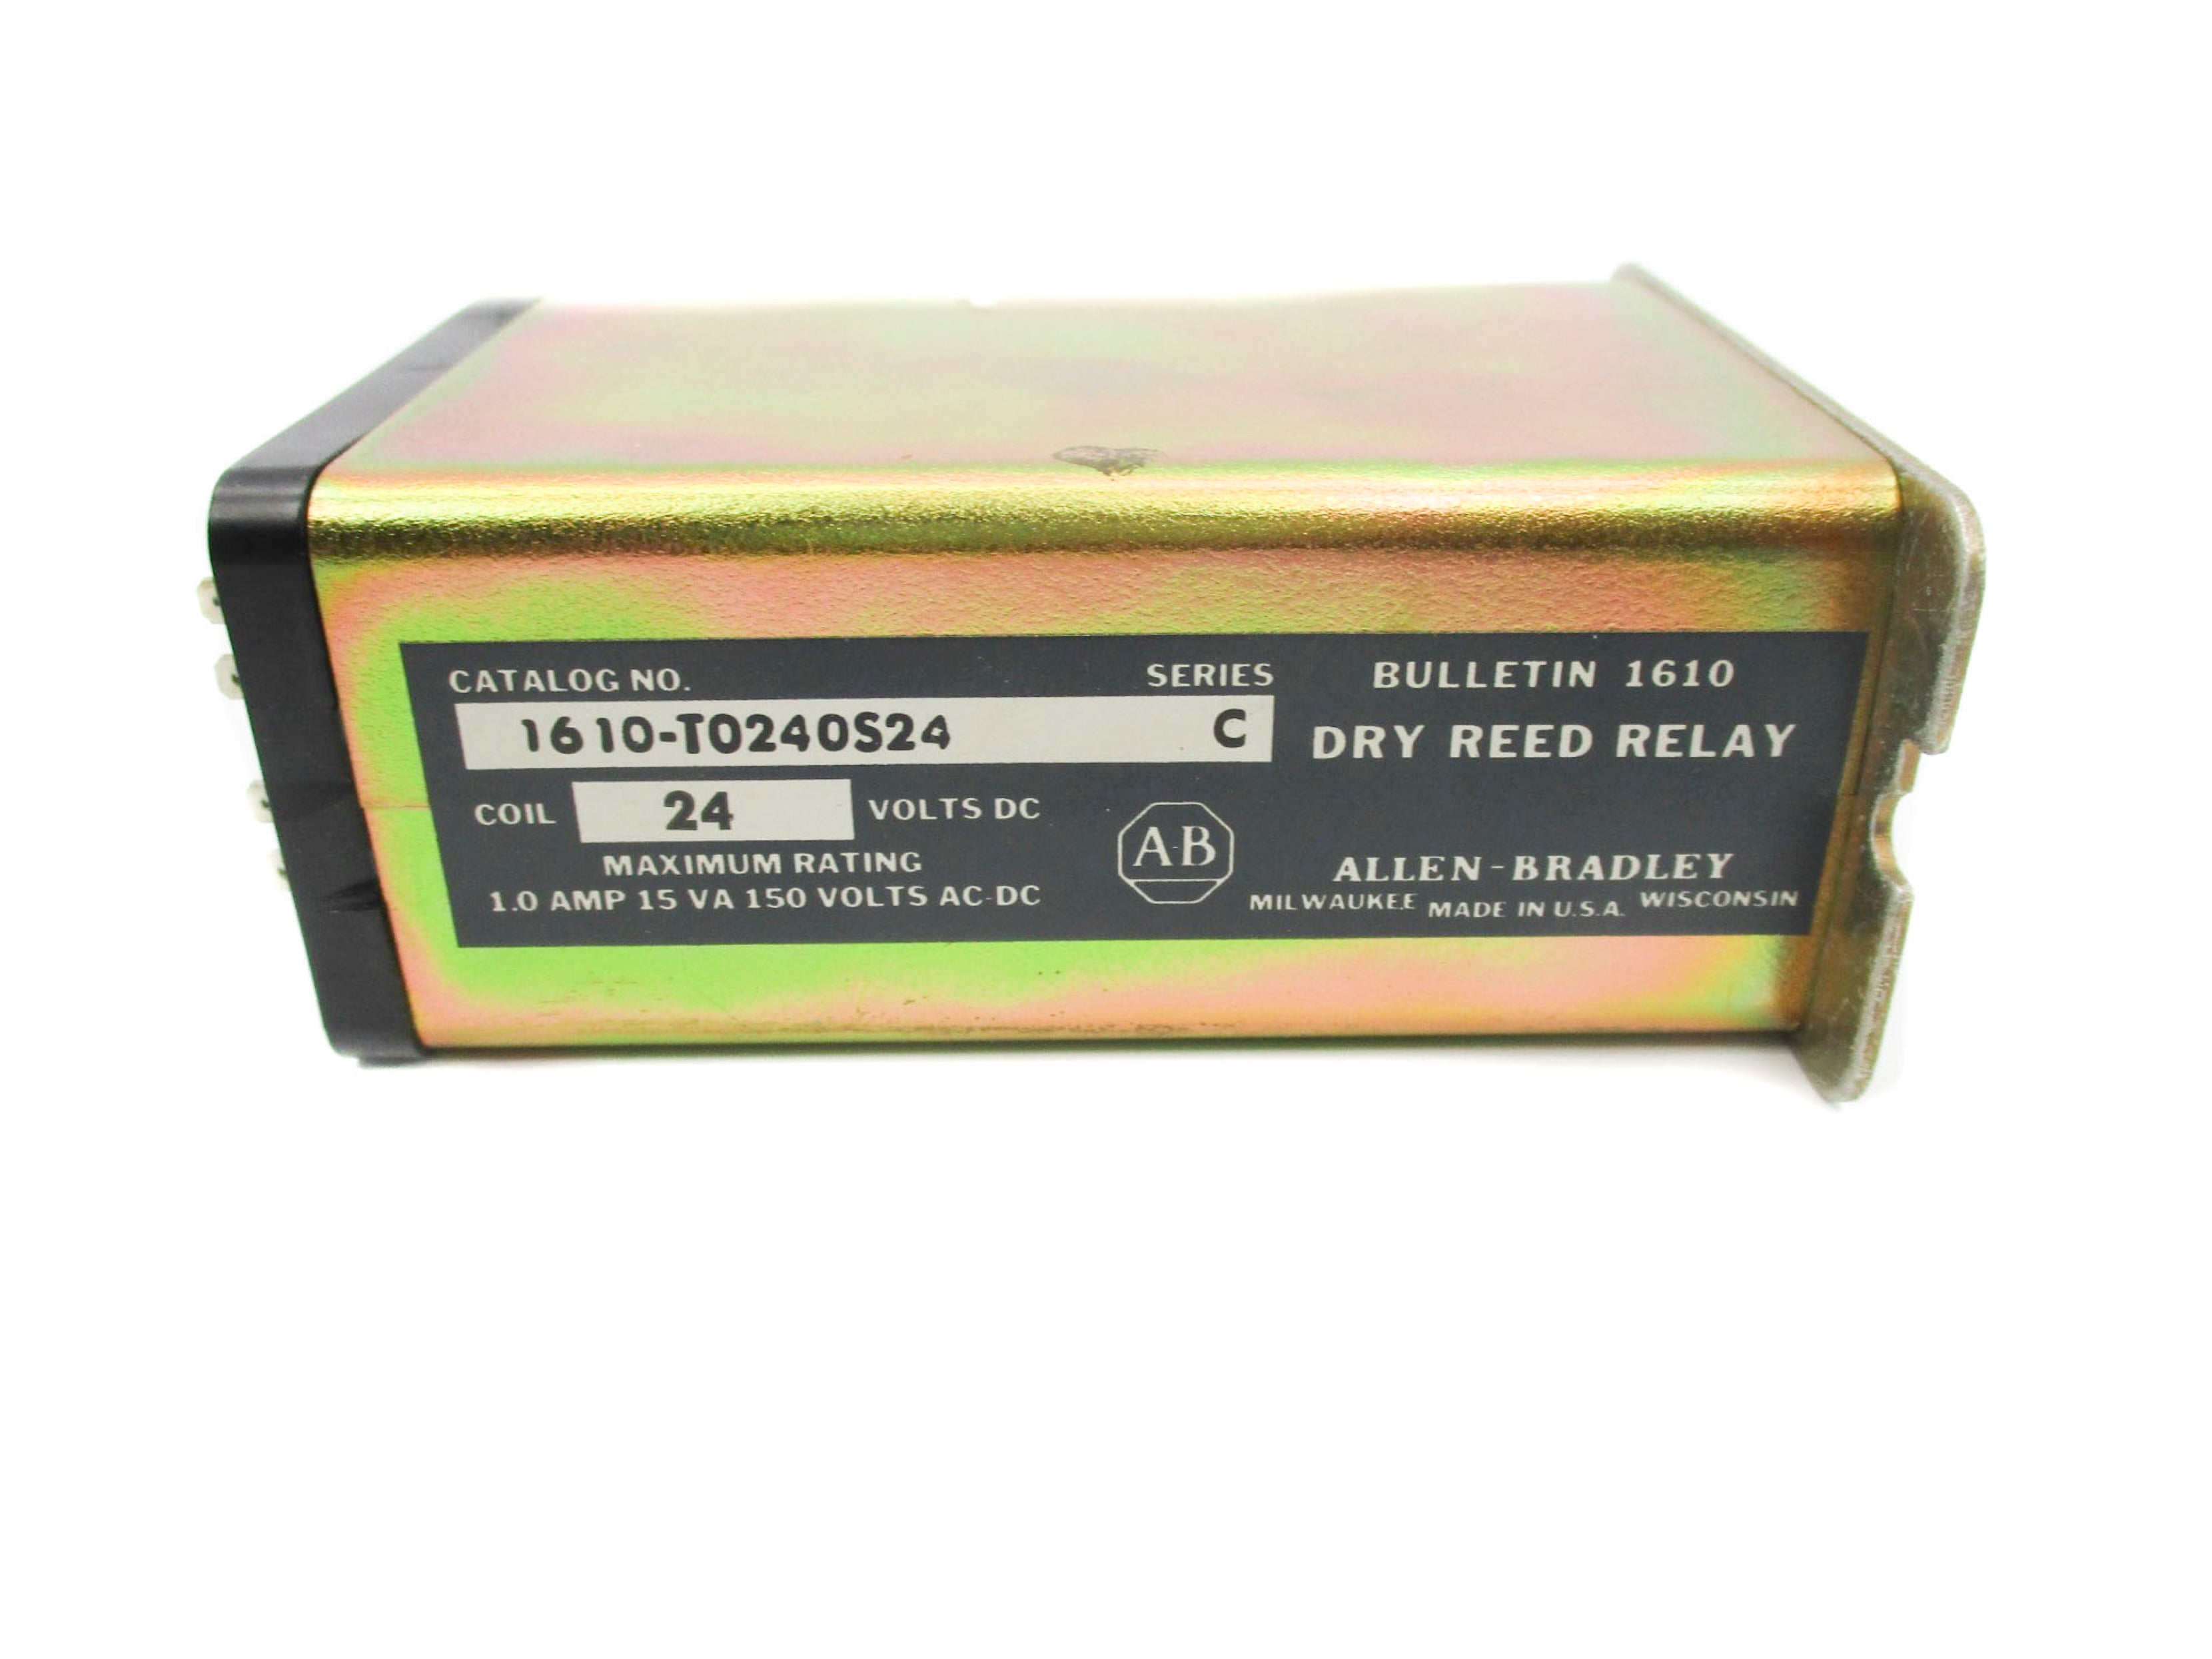 CATALOG NO. SERIES
1610-T0240S24 C
COIL 24 VOLTS DC
MAXIMUM RATING
1.0 AMP 15 VA 150 VOLTS AC-DC
BULLETIN 1610
DRY REED RELAY
A-B
ALLEN-BRADLEY
MILWAUKEE MADE IN U.S.A. WISCONSIN